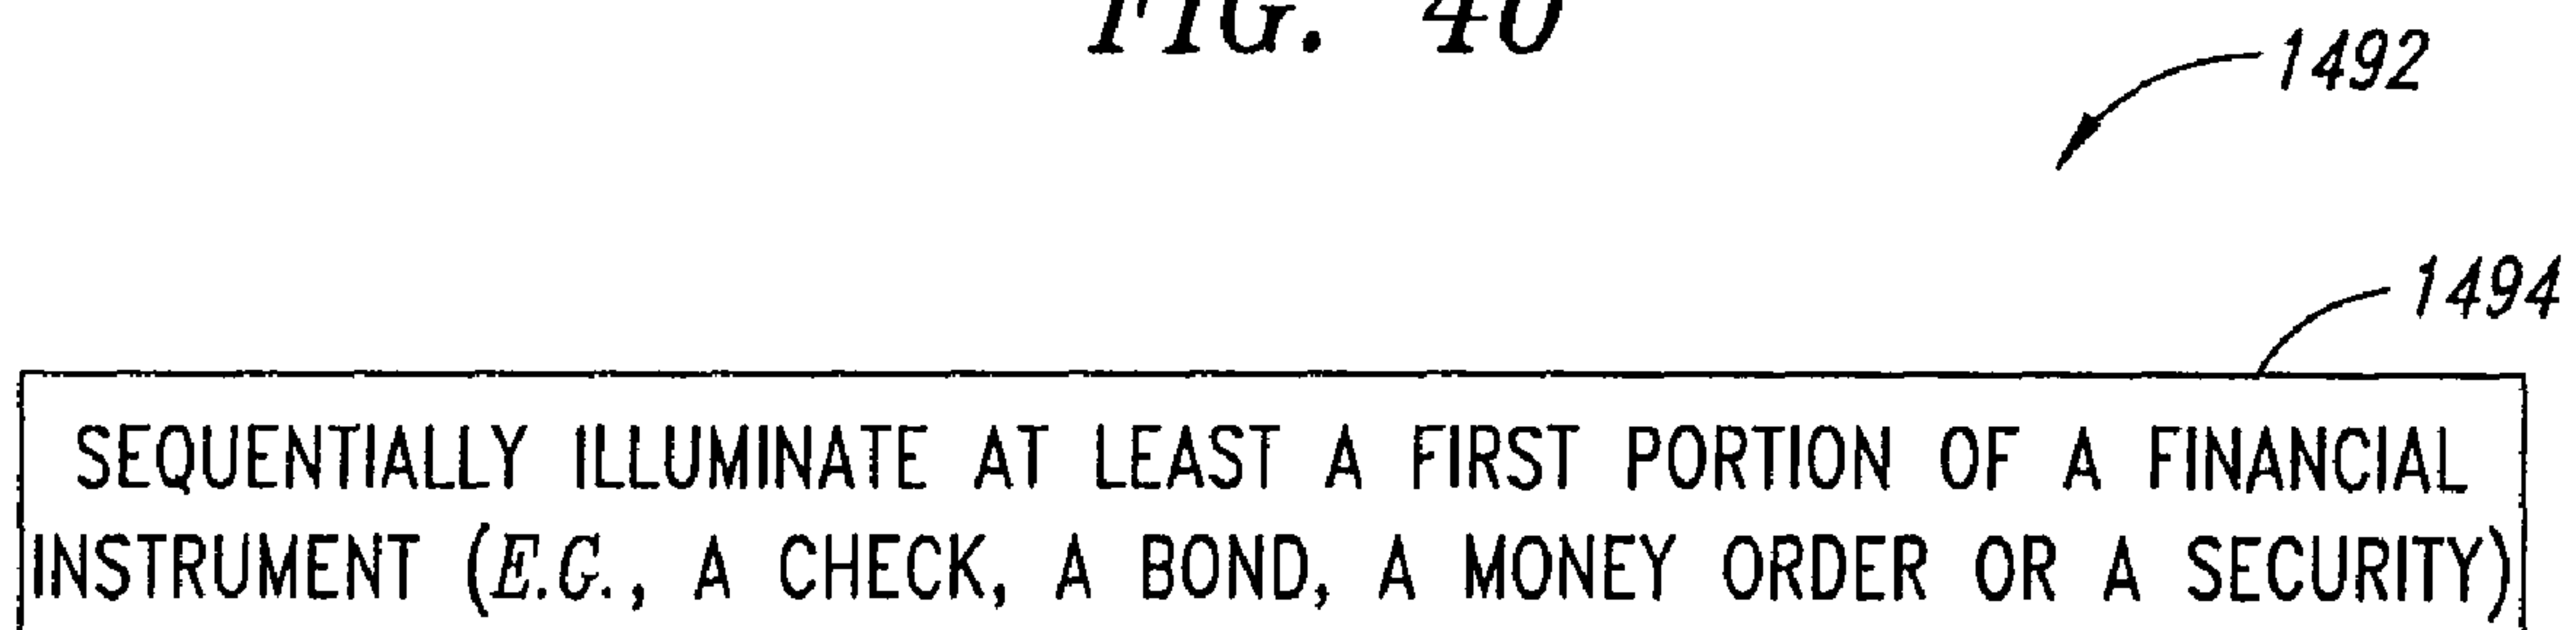 FIG. 40
1492
1494
SEQUENTIALLY ILLUMINATE AT LEAST A FIRST PORTION OF A FINANCIAL
INSTRUMENT (E.G., A CHECK, A BOND, A MONEY ORDER OR A SECURITY)